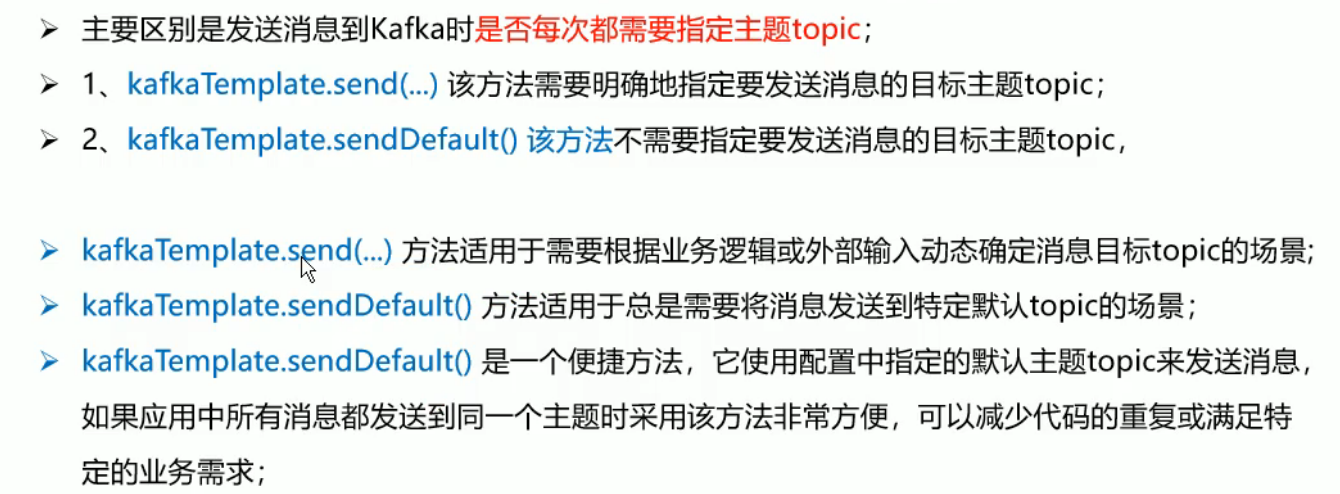 ➢ 主要区别是发送消息到Kafka时是否每次都需要指定主题topic；
➢ 1、kafkaTemplate.send(...) 该方法需要明确地指定要发送消息的目标主题topic；
➢ 2、kafkaTemplate.sendDefault() 该方法不需要指定要发送消息的目标主题topic，
➢ kafkaTemplate.send(...) 方法适用于需要根据业务逻辑或外部输入动态确定消息目标topic的场景;
➢ kafkaTemplate.sendDefault() 方法适用于总是需要将消息发送到特定默认topic的场景；
➢ kafkaTemplate.sendDefault() 是一个便捷方法，它使用配置中指定的默认主题topic来发送消息，
如果应用中所有消息都发送到同一个主题时采用该方法非常方便，可以减少代码的重复或满足特
定的业务需求；